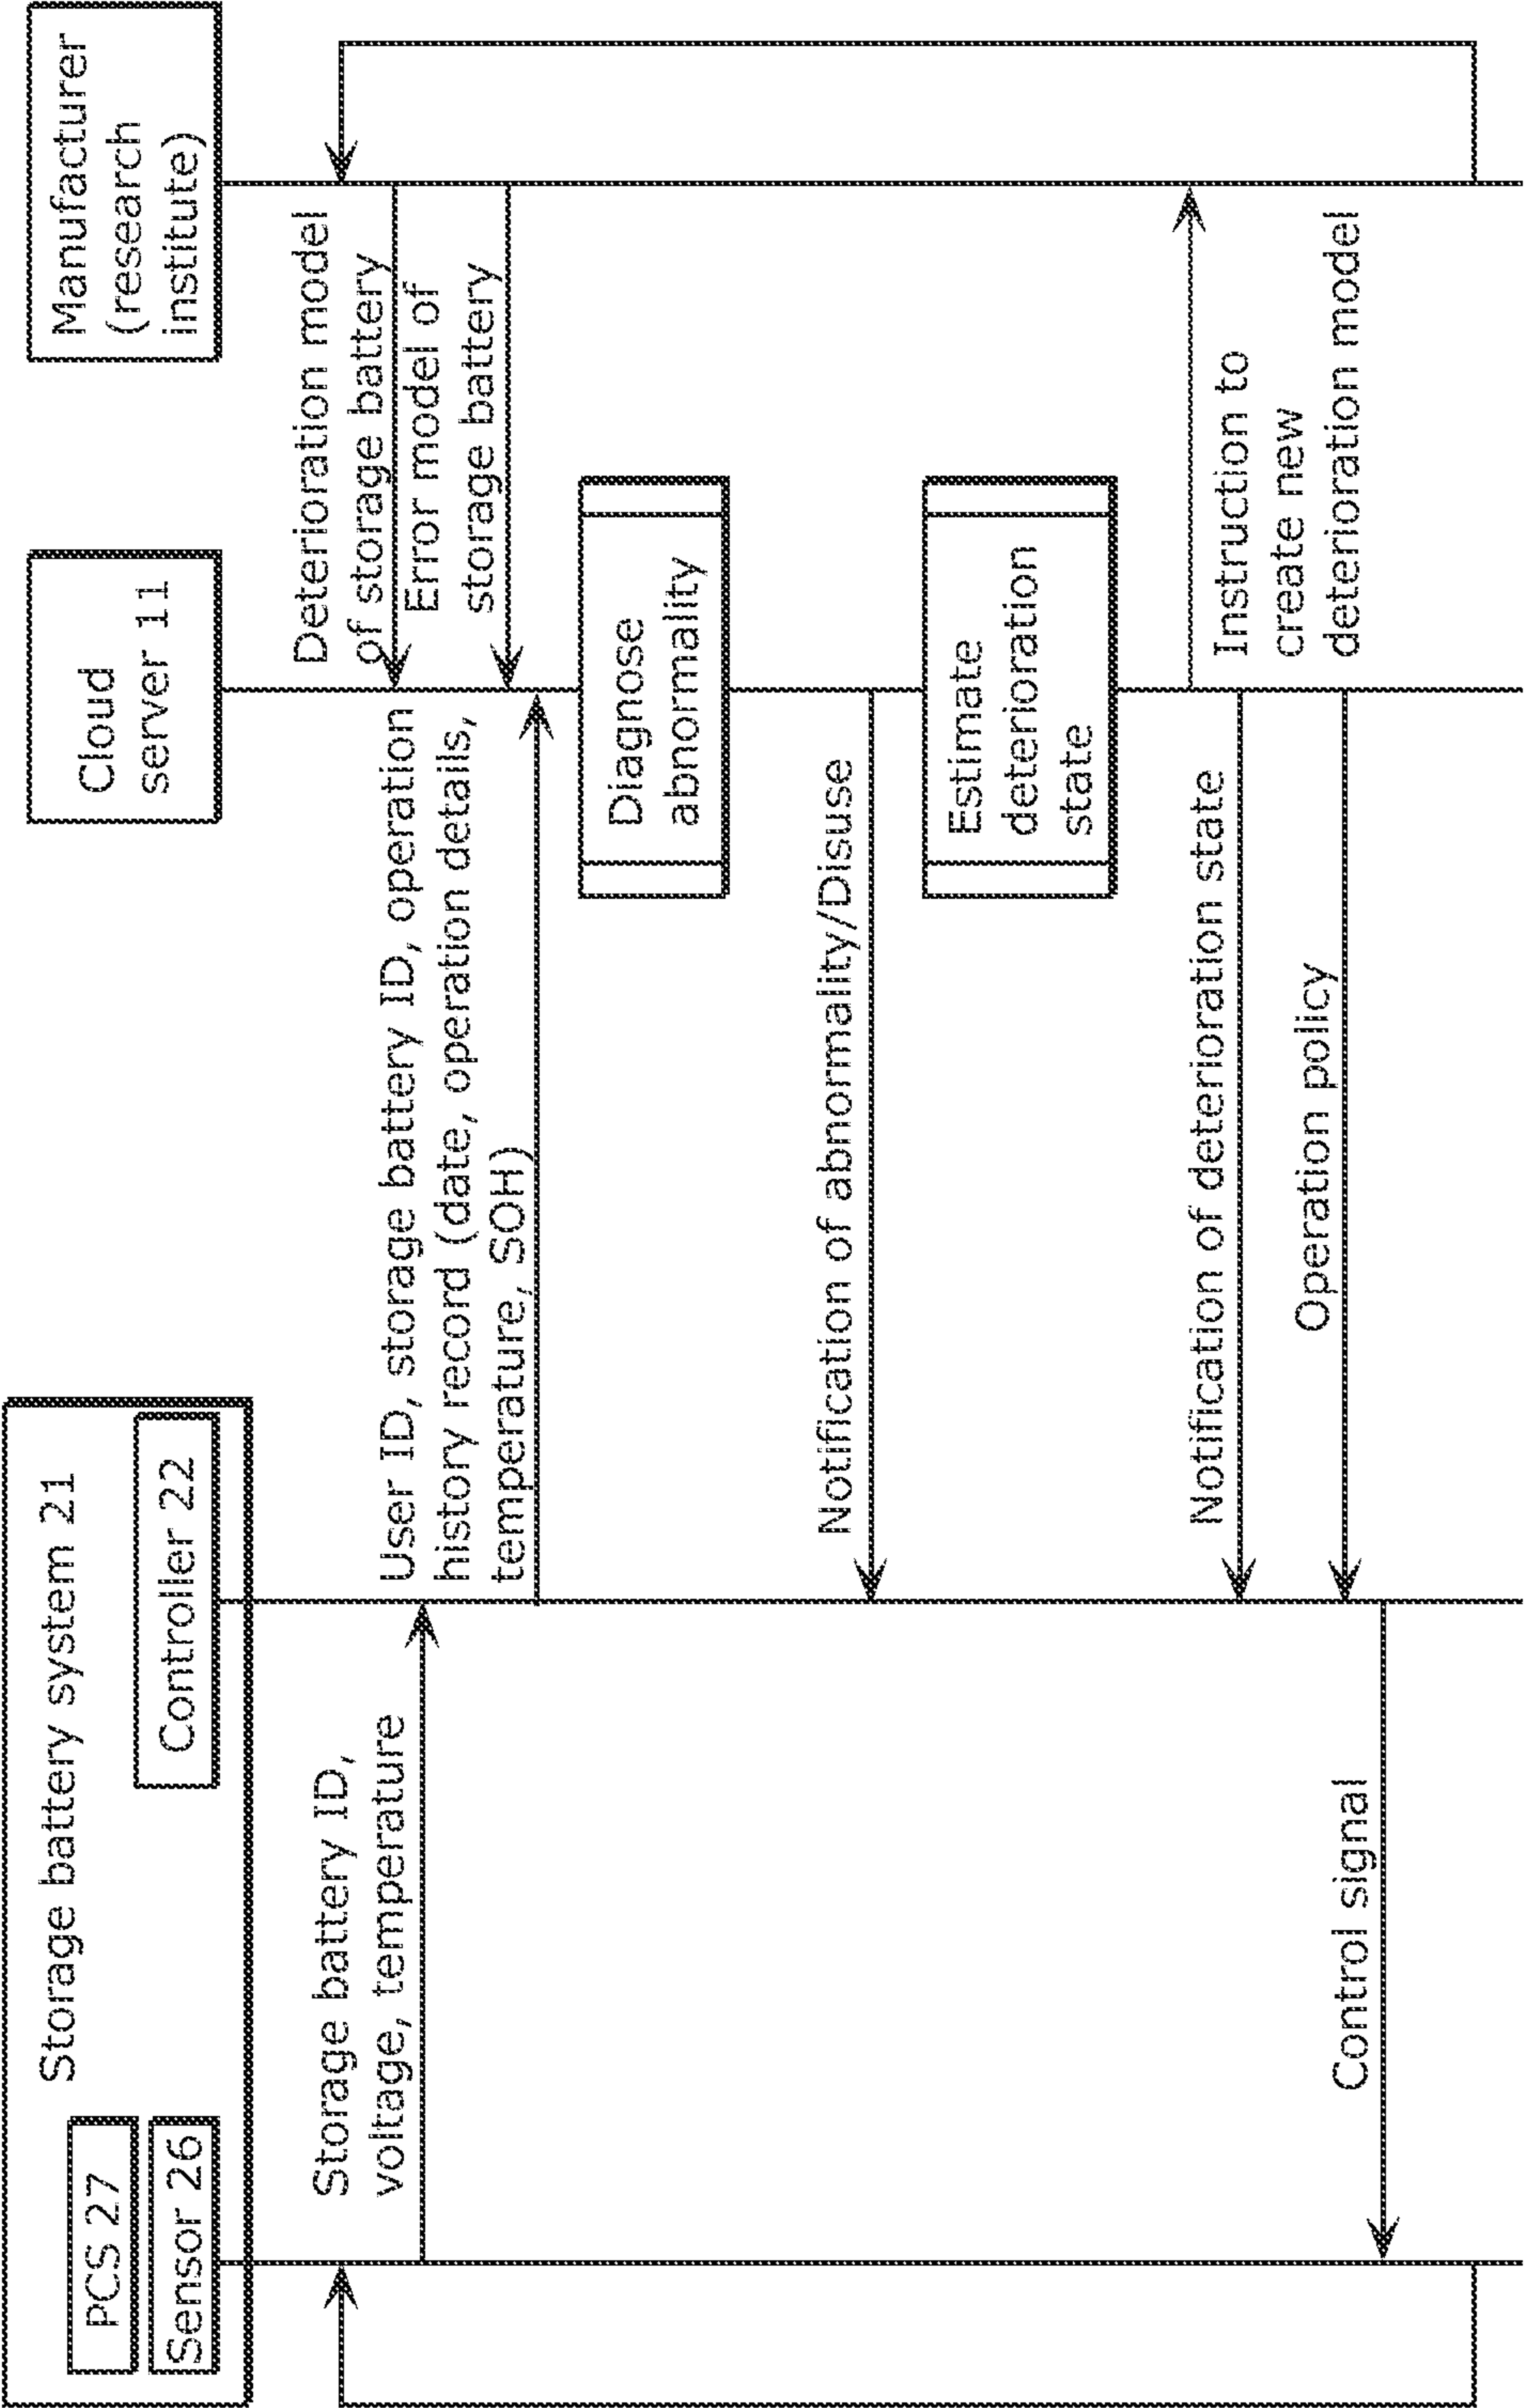 Storage battery system 21
PCS 27
Sensor 26
Controller 22
Cloud
server 11
Manufacturer
(research
institute)
Deterioration model
of storage battery
Error model of
storage battery
Storage battery ID,
voltage, temperature
User ID, storage battery ID, operation
history record (date, operation details,
temperature, SOH)
Diagnose
abnormality
Notification of abnormality/Disuse
Estimate
deterioration
state
Instruction to
create new
deterioration model
Notification of deterioration state
Operation policy
Control signal